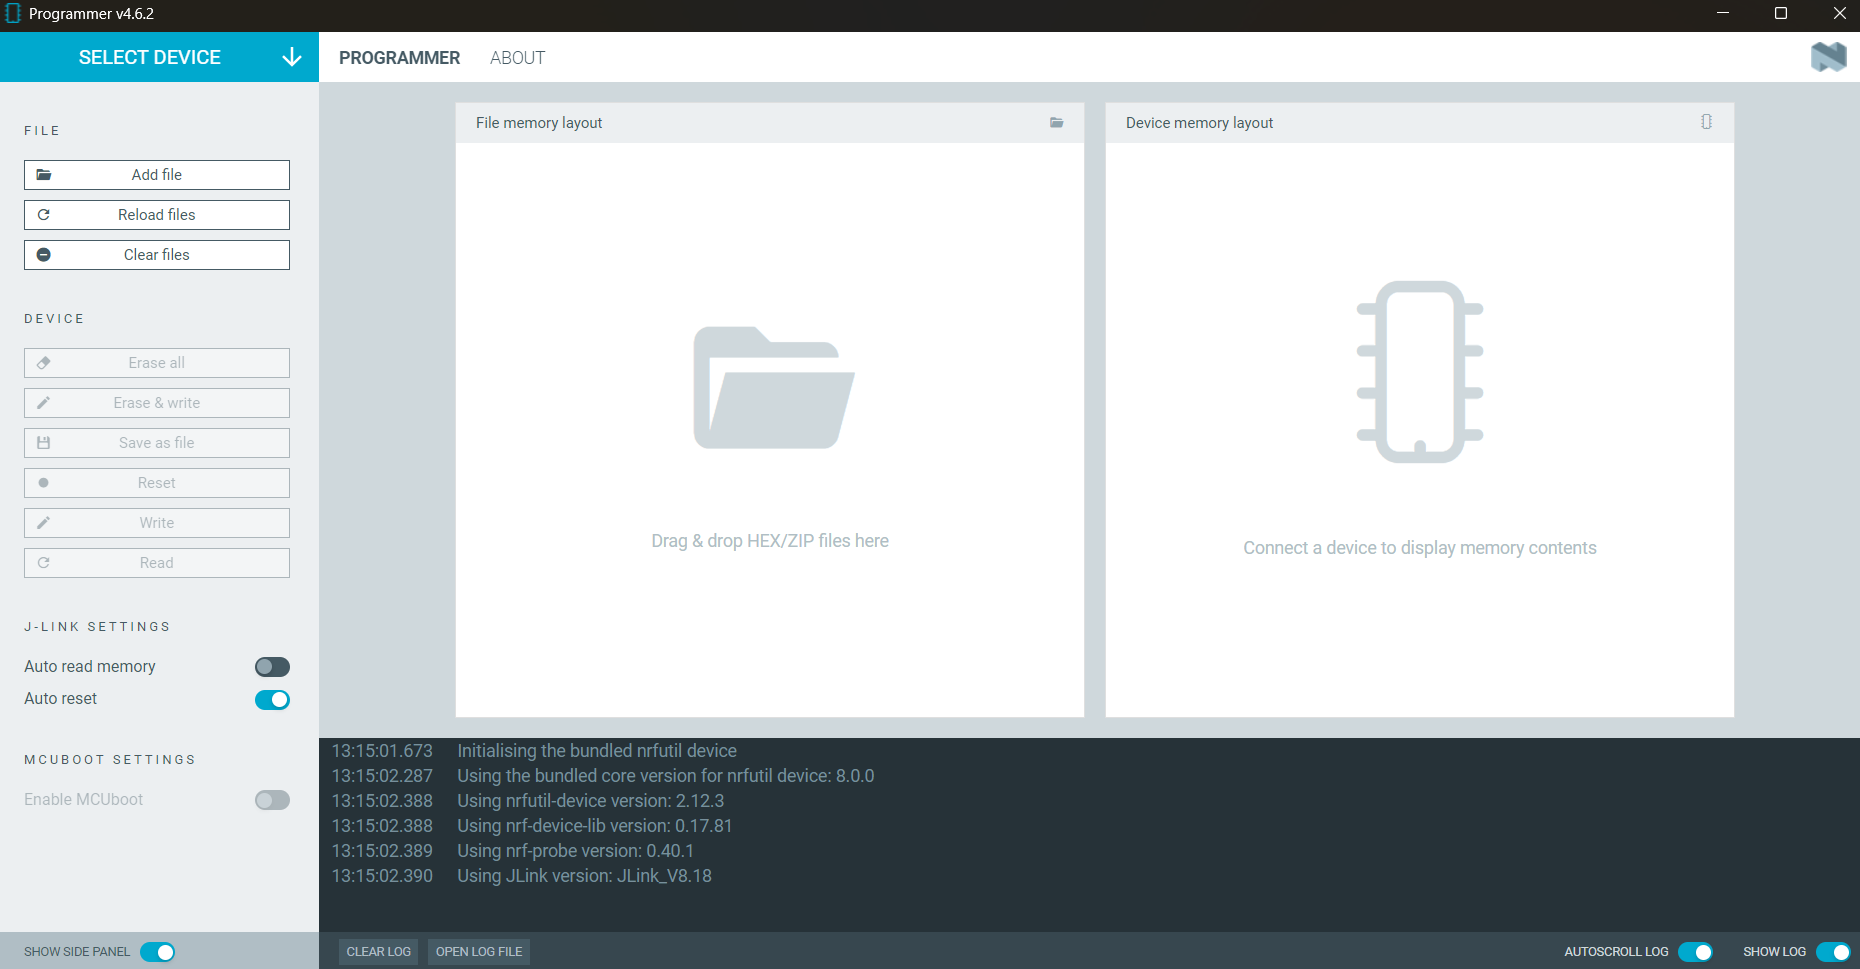 Programmer v4.6.2
SELECT DEVICE
PROGRAMMER
ABOUT
FILE
Add file
Reload files
Clear files
DEVICE
Erase all
Erase & write
Save as file
Reset
Write
Read
J-LINK SETTINGS
Auto read memory
Auto reset
MCUBOOT SETTINGS
Enable MCUboot
SHOW SIDE PANEL
File memory layout
Drag & drop HEX/ZIP files here
Device memory layout
Connect a device to display memory contents
13:15:01.673 Initialising the bundled nrfutil device
13:15:02.287 Using the bundled core version for nrfutil device: 8.0.0
13:15:02.388 Using nrfutil-device version: 2.12.3
13:15:02.388 Using nrf-device-lib version: 0.17.81
13:15:02.389 Using nrf-probe version: 0.40.1
13:15:02.390 Using JLink version: JLink_V8.18
CLEAR LOG
OPEN LOG FILE
AUTOSCROLL LOG
SHOW LOG